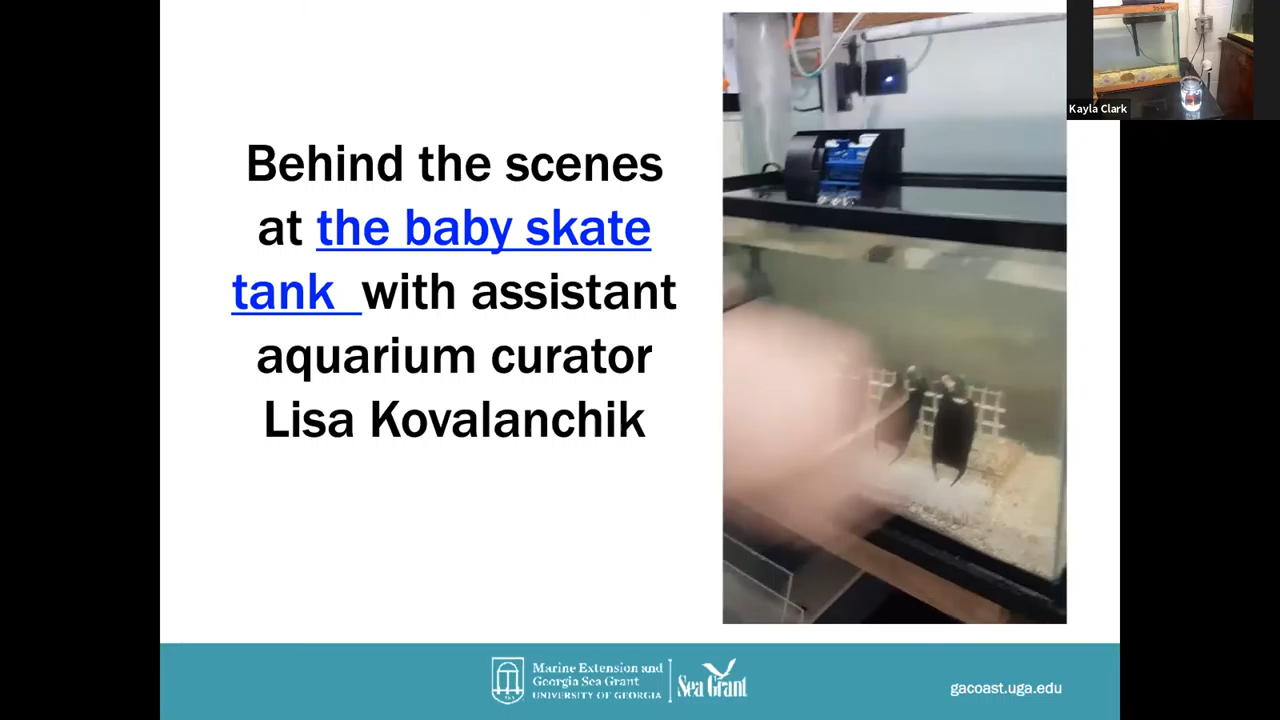 Behind the scenes
at the baby skate
tank with assistant
aquarium curator
Lisa Kovalanchik
Kayla Clark
Marine Extension and
Georgia Sea Grant
UNIVERSITY OF GEORGIA
Sea Grant
gacoast.uga.edu